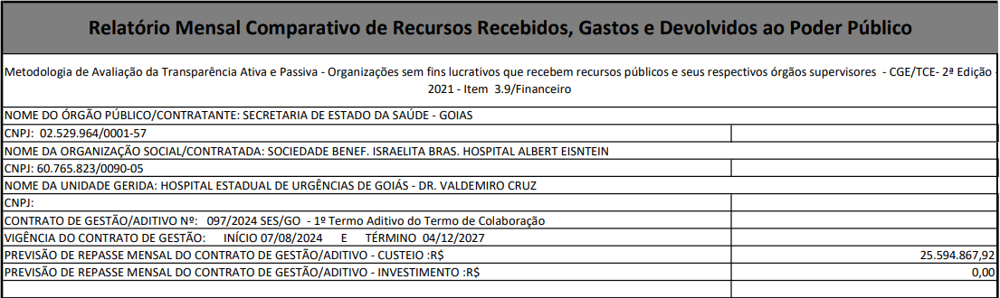 Relatório Mensal Comparativo de Recursos Recebidos, Gastos e Devolvidos ao Poder Público
Metodologia de Avaliação da Transparência Ativa e Passiva - Organizações sem fins lucrativos que recebem recursos públicos e seus respectivos órgãos supervisores - CGE/TCE- 2ª Edição -
2021 - Item 3.9/Financeiro
NOME DO ÓRGÃO PÚBLICO/CONTRATANTE: SECRETARIA DE ESTADO DA SAÚDE - GOIAS
CNPJ: 02.529.964/0001-57
NOME DA ORGANIZAÇÃO SOCIAL/CONTRATADA: SOCIEDADE BENEF. ISRAELITA BRAS. HOSPITAL ALBERT EISNTEIN
CNPJ: 60.765.823/0090-05
NOME DA UNIDADE GERIDA: HOSPITAL ESTADUAL DE URGÊNCIAS DE GOIÁS - DR. VALDEMIRO CRUZ
CNPJ:
CONTRATO DE GESTÃO/ADITIVO Nº: 097/2024 SES/GO - 1º Termo Aditivo do Termo de Colaboração
VIGÊNCIA DO CONTRATO DE GESTÃO: INÍCIO 07/08/2024 E TÉRMINO 04/12/2027
PREVISÃO DE REPASSE MENSAL DO CONTRATO DE GESTÃO/ADITIVO - CUSTEIO :R$ 25.594.867,92
PREVISÃO DE REPASSE MENSAL DO CONTRATO DE GESTÃO/ADITIVO - INVESTIMENTO :R$ 0,00